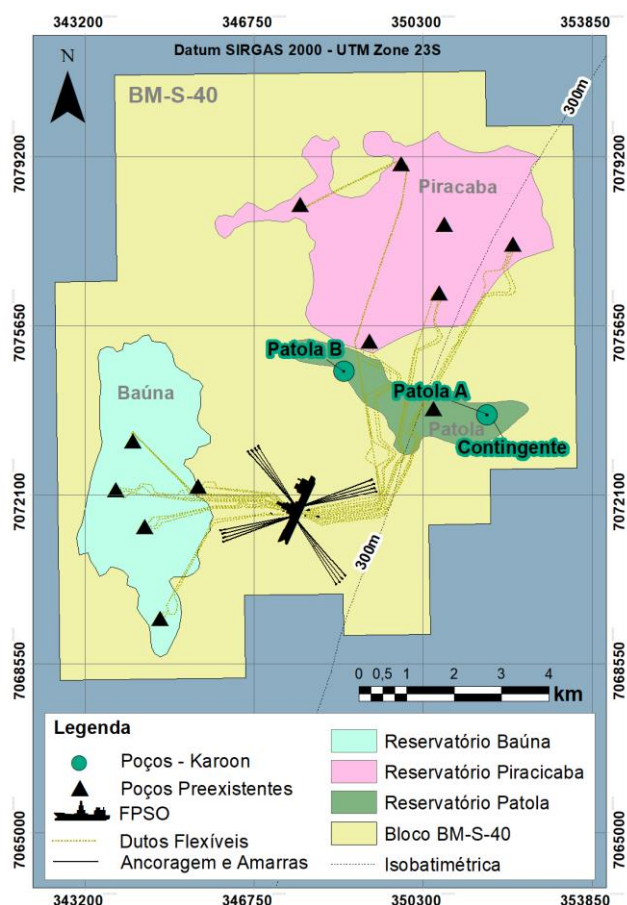 343200 346750 350300 353850
Datum SIRGAS 2000 - UTM Zone 23S
N
BM-S-40
300m
7079200 7079200
Piracaba
7075650 7075650
Patola B
Baúna
Patola A
Patola
Contingente
7072100 7072100
300m
7068550 7068550
0 0,5 1 2 3 4
km
Legenda
Poços - Karoon
Poços Preexistentes
FPSO
Dutos Flexíveis
Ancoragem e Amarras
Reservatório Baúna
Reservatório Piracicaba
Reservatório Patola
Bloco BM-S-40
Isobatimétrica
7065000 7065000
343200 346750 350300 353850